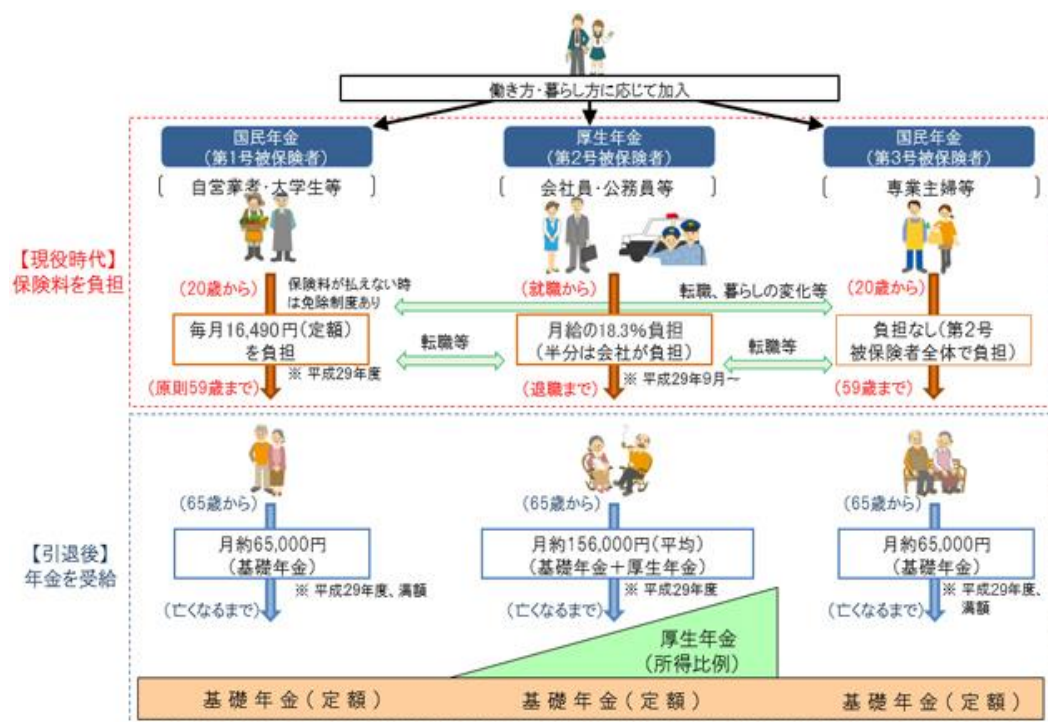 働き方・暮らし方に応じて加入
国民年金
(第1号被保険者)
厚生年金
(第2号被保険者)
国民年金
(第3号被保険者)
自営業者・大学生等
会社員・公務員等
専業主婦等
【現役時代】
保険料を負担
(20歳から)
保険料が払えない時
は免除制度あり
(就職から)
転職、暮らしの変化等
(20歳から)
毎月16,490円(定額)
を負担
転職等
月給の18.3%負担
(半分は会社が負担)
転職等
負担なし(第2号
被保険者全体で負担)
※ 平成29年度
(原則59歳まで)
※ 平成29年9月~
(退職まで)
(59歳まで)
【引退後】
年金を受給
(65歳から)
(65歳から)
(65歳から)
月約65,000円
(基礎年金)
月約156,000円(平均)
(基礎年金+厚生年金)
月約65,000円
(基礎年金)
※ 平成29年度、満額
※ 平成29年度
※ 平成29年度、
満額
(亡くなるまで)
(亡くなるまで)
(亡くなるまで)
厚生年金
(所得比例)
基礎年金(定額)
基礎年金(定額)
基礎年金(定額)